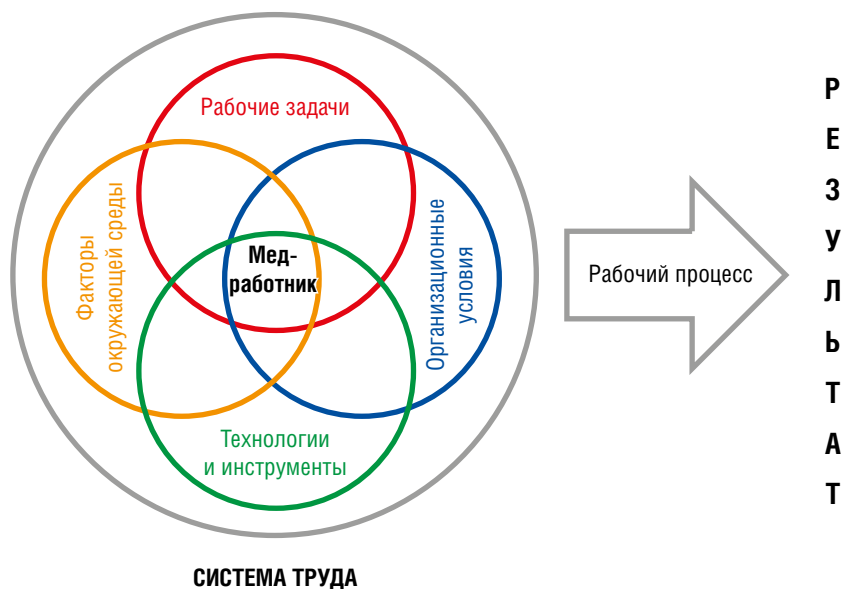 Рабочие задачи
Факторы
окружающей среды
Мед-
работник
Организационные
условия
Технологии
и инструменты
СИСТЕМА ТРУДА
Рабочий процесс
Р
Е
З
У
Л
Ь
Т
А
Т